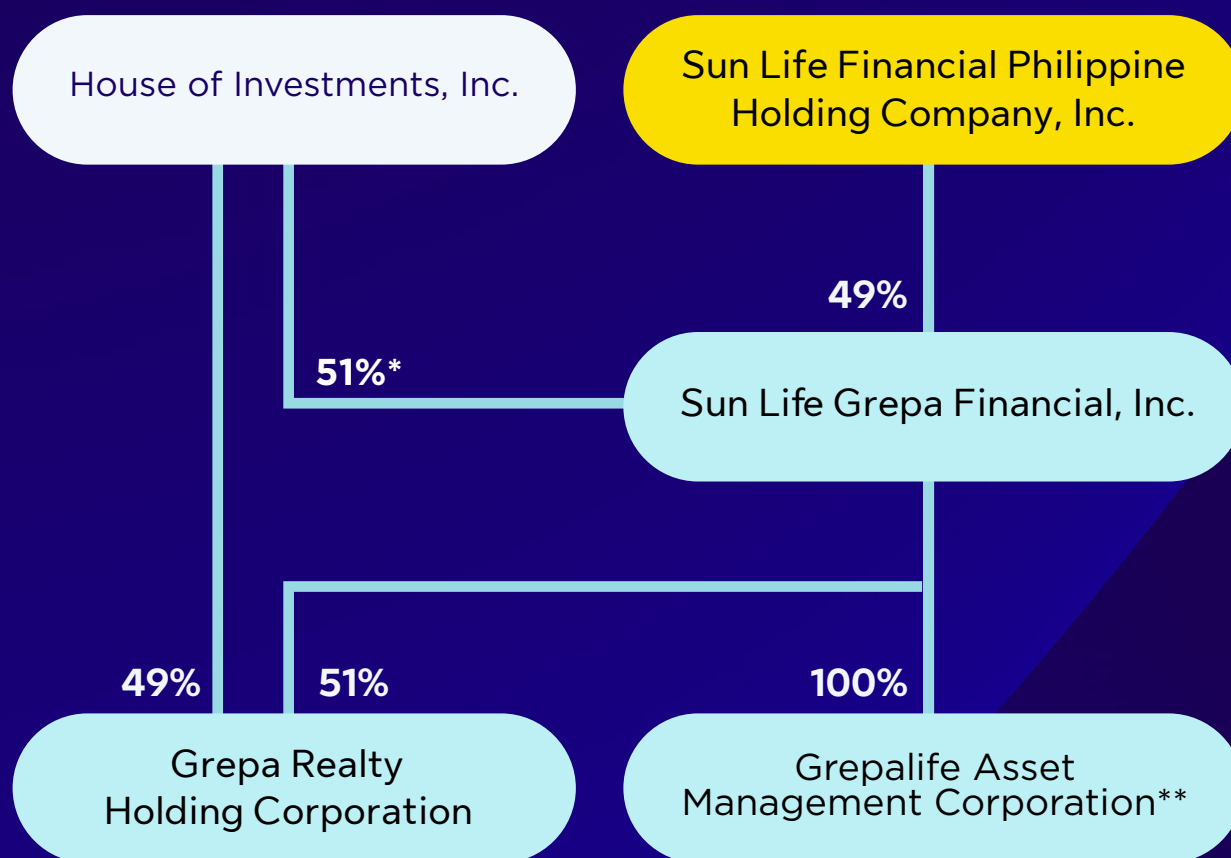 House of Investments, Inc.
Sun Life Financial Philippine
Holding Company, Inc.
49%
51%*
Sun Life Grepa Financial, Inc.
49%
51%
100%
Grepa Realty
Holding Corporation
Grepalife Asset
Management Corporation**